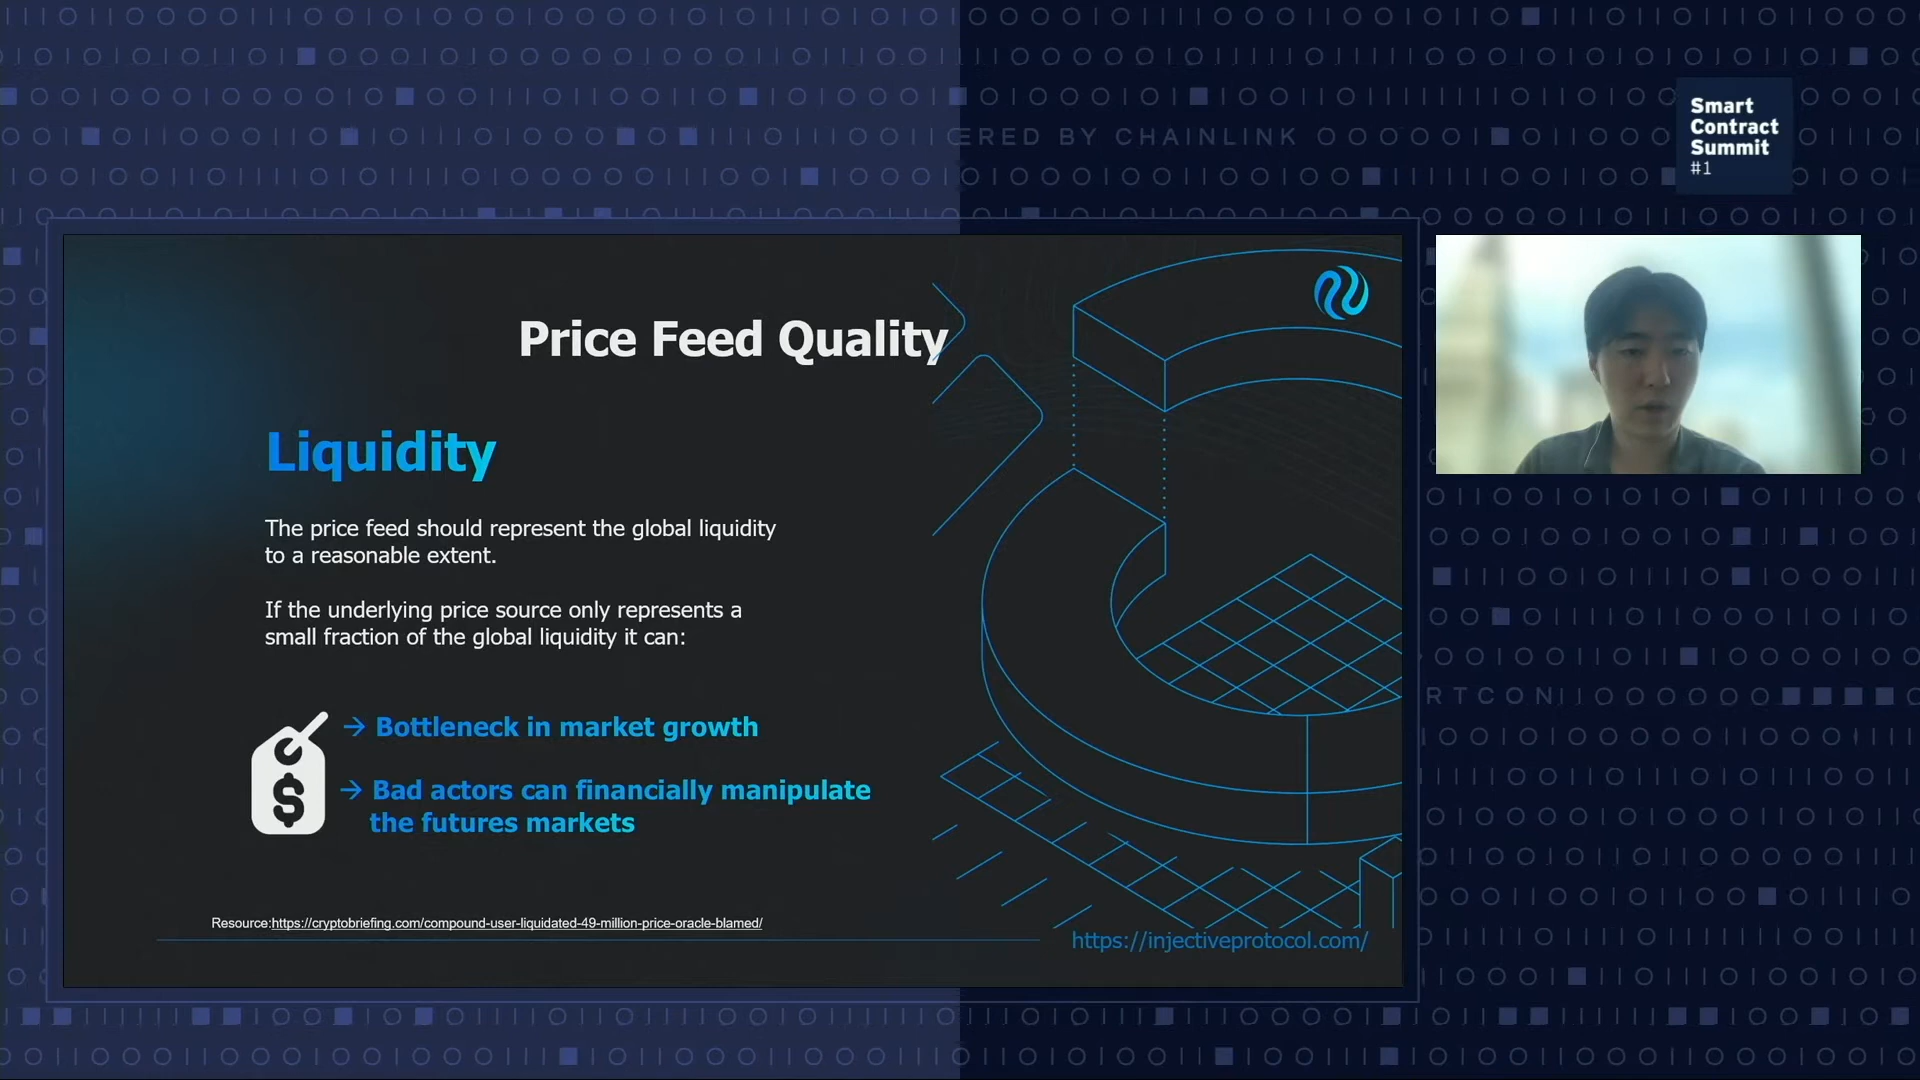 ERED BY CHAINLINK
Smart
Contract
Summit
#1
Price Feed Quality
Liquidity
The price feed should represent the global liquidity
to a reasonable extent.
If the underlying price source only represents a
small fraction of the global liquidity it can:
→ Bottleneck in market growth
→ Bad actors can financially manipulate
the futures markets
$
Resource:https://cryptobriefing.com/compound-user-liquidated-49-million-price-oracle-blamed/
https://injectiveprotocol.com/
RTCON